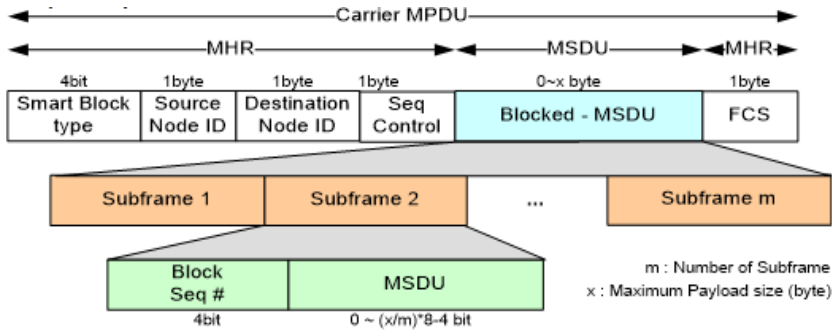 Carrier MPDU
MHR MSDU MHR
4bit 1byte 1byte 1byte 0~x byte 1byte
Smart Block type
Source Node ID
Destination Node ID
Seq Control
Blocked - MSDU
FCS
Subframe 1 Subframe 2 ... Subframe m
Block Seq #
MSDU
4bit 0 ~ (x/m)*8-4 bit
m : Number of Subframe
x : Maximum Payload size (byte)